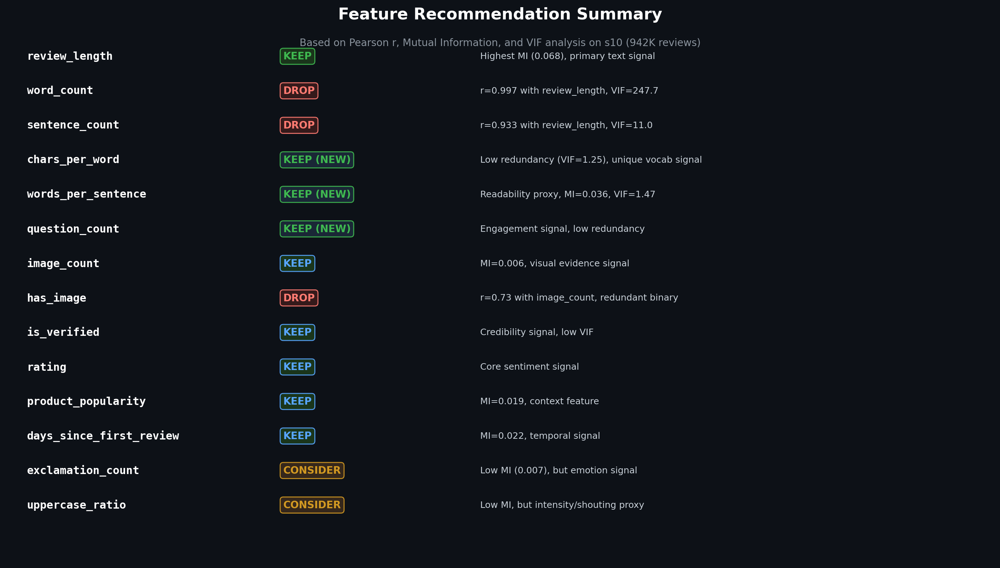 Feature Recommendation Summary
Based on Pearson r, Mutual Information, and VIF analysis on s10 (942K reviews)
review_length KEEP Highest MI (0.068), primary text signal
word_count DROP r=0.997 with review_length, VIF=247.7
sentence_count DROP r=0.933 with review_length, VIF=11.0
chars_per_word KEEP (NEW) Low redundancy (VIF=1.25), unique vocab signal
words_per_sentence KEEP (NEW) Readability proxy, MI=0.036, VIF=1.47
question_count KEEP (NEW) Engagement signal, low redundancy
image_count KEEP MI=0.006, visual evidence signal
has_image DROP r=0.73 with image_count, redundant binary
is_verified KEEP Credibility signal, low VIF
rating KEEP Core sentiment signal
product_popularity KEEP MI=0.019, context feature
days_since_first_review KEEP MI=0.022, temporal signal
exclamation_count CONSIDER Low MI (0.007), but emotion signal
uppercase_ratio CONSIDER Low MI, but intensity/shouting proxy